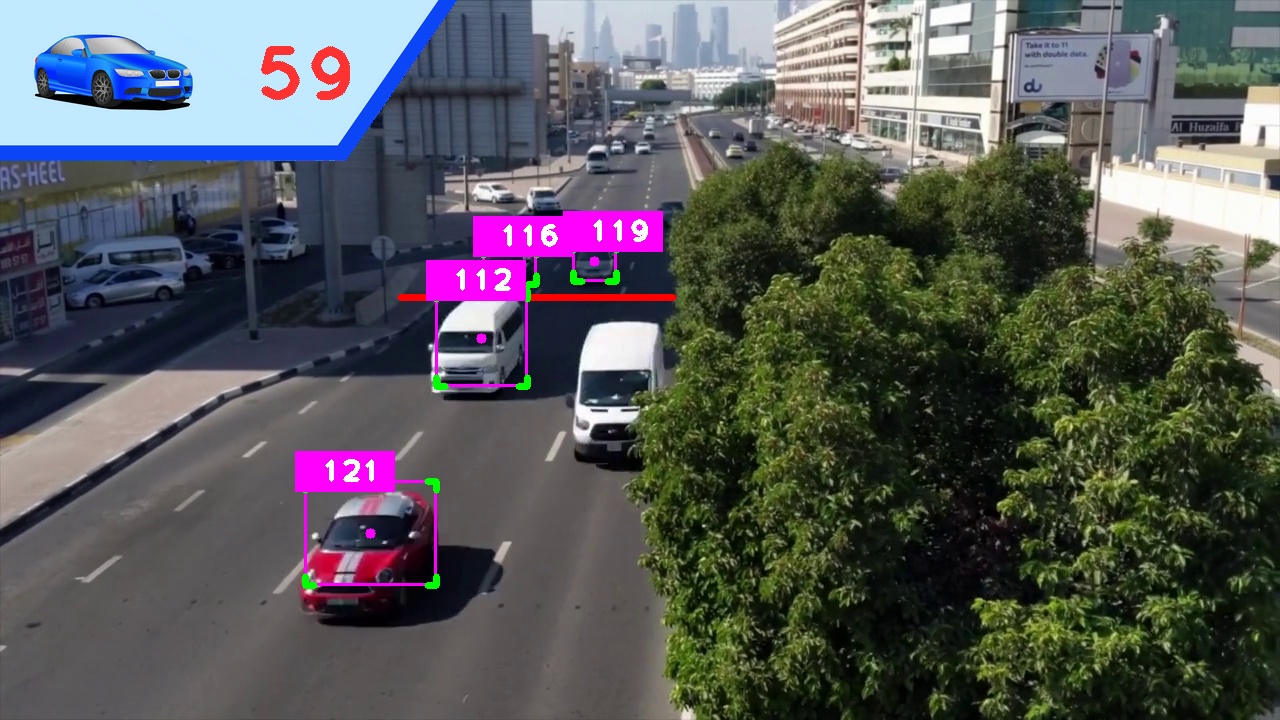 59
AS-HEEL
Take it to 11
with double data.
du
Al Huzaifa
116
119
112
121